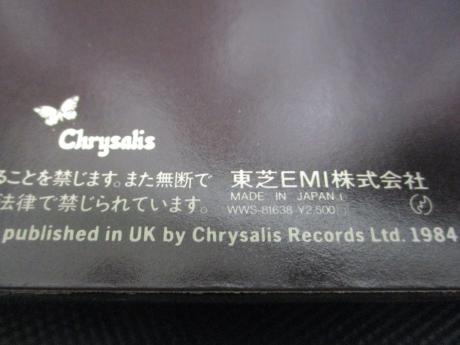 Chrysalis
ることを禁じます。また無断で
法律で禁じられています。
東芝EMI株式会社
MADE IN JAPAN
WWS-81638 ¥2,500
published in UK by Chrysalis Records Ltd. 1984